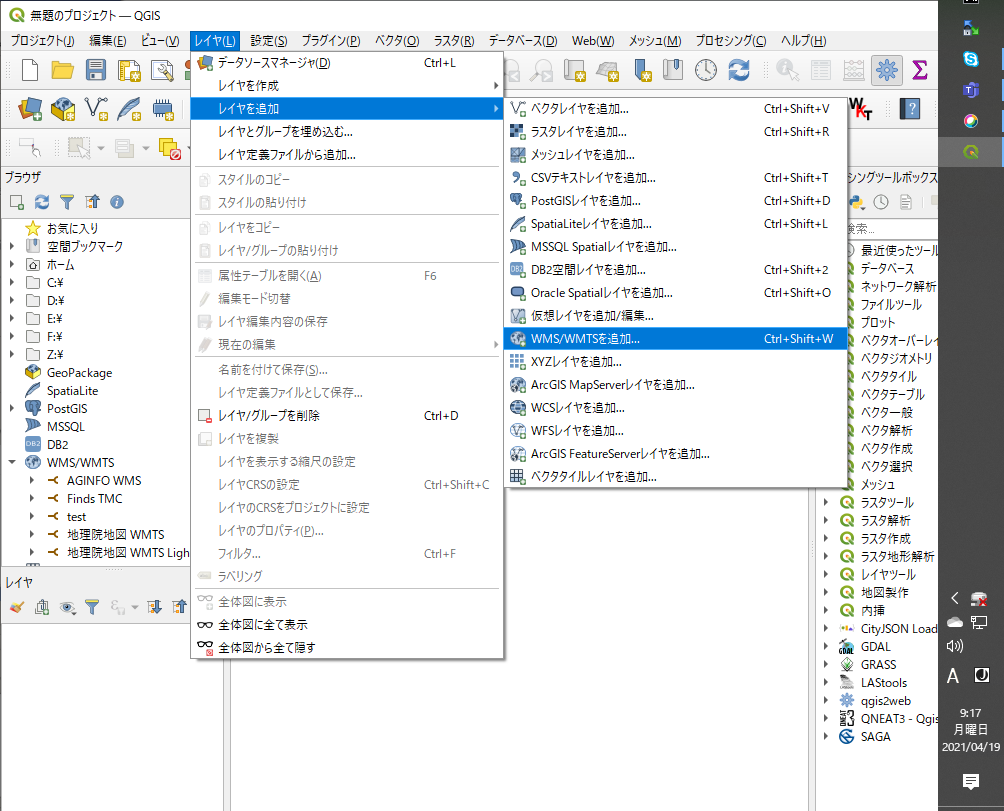 無題のプロジェクト — QGIS
プロジェクト(J) 編集(E) ビュー(V) レイヤ(L) 設定(S) プラグイン(P) ベクタ(O) ラスタ(R) データベース(D) Web(W) メッシュ(M) プロセシング(C) ヘルプ(H)
データソースマネージャ(D) Ctrl+L
レイヤを作成
レイヤを追加
レイヤとグループを埋め込む...
レイヤ定義ファイルから追加...
スタイルのコピー
スタイルの貼り付け
レイヤをコピー
レイヤ/グループの貼り付け
属性テーブルを開く(A) F6
編集モード切替
レイヤ編集内容の保存
現在の編集
名前を付けて保存(S)...
レイヤ定義ファイルとして保存...
レイヤ/グループを削除 Ctrl+D
レイヤを複製
レイヤを表示する縮尺の設定
レイヤCRSの設定 Ctrl+Shift+C
レイヤのCRSをプロジェクトに設定
レイヤのプロパティ(P)...
フィルタ... Ctrl+F
ラベリング
全体図に表示
全体図に全て表示
全体図から全て隠す
ベクタレイヤを追加... Ctrl+Shift+V
ラスタレイヤを追加... Ctrl+Shift+R
メッシュレイヤを追加...
CSVテキストレイヤを追加... Ctrl+Shift+T
PostGISレイヤを追加... Ctrl+Shift+D
SpatiaLiteレイヤを追加... Ctrl+Shift+L
MSSQL Spatialレイヤを追加...
DB2空間レイヤを追加... Ctrl+Shift+2
Oracle Spatialレイヤを追加... Ctrl+Shift+O
仮想レイヤを追加/編集...
WMS/WMTSを追加... Ctrl+Shift+W
XYZレイヤを追加...
ArcGIS MapServerレイヤを追加...
WCSレイヤを追加...
WFSレイヤを追加...
ArcGIS FeatureServerレイヤを追加...
ベクタタイルレイヤを追加...
ブラウザ
お気に入り
空間ブックマーク
ホーム
C:¥
D:¥
E:¥
F:¥
Z:¥
GeoPackage
SpatiaLite
PostGIS
MSSQL
DB2
WMS/WMTS
AGINFO WMS
Finds TMC
test
地理院地図 WMTS
地理院地図 WMTS Ligh
レイヤ
WKT
シングツールボックス
検索...
最近使ったツール
データベース
ネットワーク解析
ファイルツール
プロット
ベクタオーバーレイ
ベクタジオメトリ
ベクタタイル
ベクタテーブル
ベクター一般
ベクタ解析
ベクタ作成
ベクタ選択
メッシュ
ラスタツール
ラスタ解析
ラスタ作成
ラスタ地形解析
レイヤツール
地図製作
内挿
CityJSON Load
GDAL
GRASS
LAStools
qgis2web
QNEAT3 - Qgis
SAGA
A J
9:17
月曜日
2021/04/19